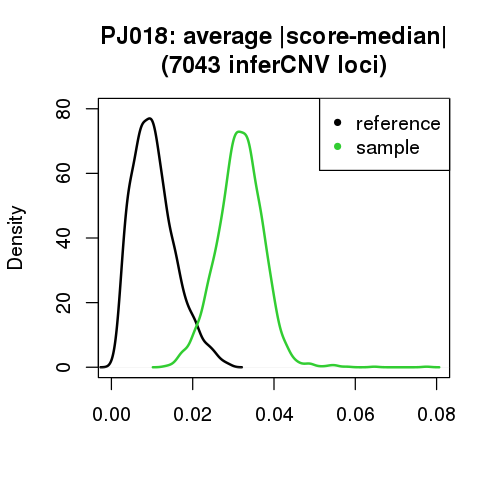 PJ018: average |score-median|
(7043 inferCNV loci)
reference
sample
Density
80
60
40
20
0
0.00 0.02 0.04 0.06 0.08